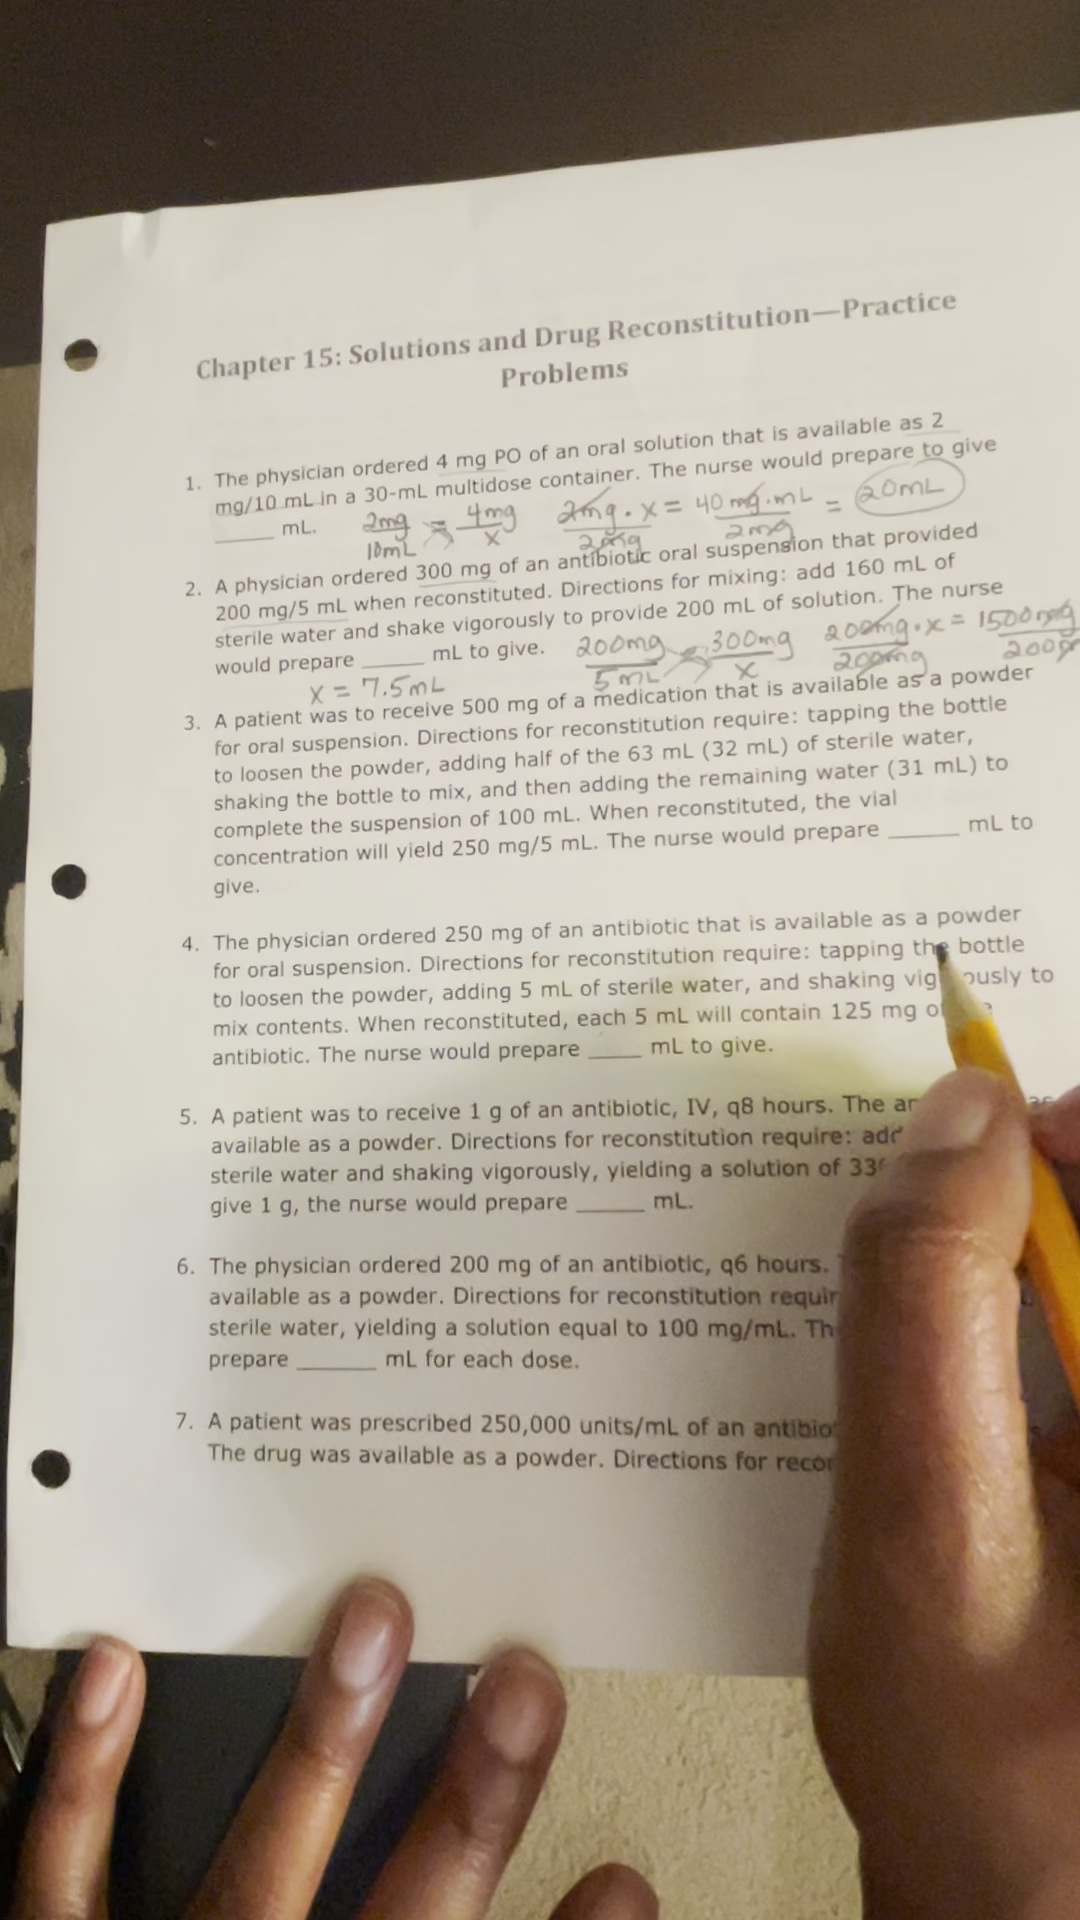 Chapter 15: Solutions and Drug Reconstitution—Practice
Problems
1. The physician ordered 4 mg PO of an oral solution that is available as 2
mg/10 mL in a 30-mL multidose container. The nurse would prepare to give
_____ mL. 2mg/10mL = 4mg/x 2mg · x/2mg = 40 mg·mL/2mg = 20mL
2. A physician ordered 300 mg of an antibiotic oral suspension that provided
200 mg/5 mL when reconstituted. Directions for mixing: add 160 mL of
sterile water and shake vigorously to provide 200 mL of solution. The nurse
would prepare _____ mL to give. 200mg/5mL = 300mg/x 200mg·x/200mg = 1500mg/200
x = 7.5mL
3. A patient was to receive 500 mg of a medication that is available as a powder
for oral suspension. Directions for reconstitution require: tapping the bottle
to loosen the powder, adding half of the 63 mL (32 mL) of sterile water,
shaking the bottle to mix, and then adding the remaining water (31 mL) to
complete the suspension of 100 mL. When reconstituted, the vial
concentration will yield 250 mg/5 mL. The nurse would prepare ______ mL to
give.
4. The physician ordered 250 mg of an antibiotic that is available as a powder
for oral suspension. Directions for reconstitution require: tapping the bottle
to loosen the powder, adding 5 mL of sterile water, and shaking vigorously to
mix contents. When reconstituted, each 5 mL will contain 125 mg
antibiotic. The nurse would prepare _____ mL to give.
5. A patient was to receive 1 g of an antibiotic, IV, q8 hours. The
available as a powder. Directions for reconstitution require: add
sterile water and shaking vigorously, yielding a solution of
give 1 g, the nurse would prepare ______ mL.
6. The physician ordered 200 mg of an antibiotic, q6 hours.
available as a powder. Directions for reconstitution
sterile water, yielding a solution equal to 100 mg/mL.
prepare _______ mL for each dose.
7. A patient was prescribed 250,000 units/mL of an
The drug was available as a powder. Directions for